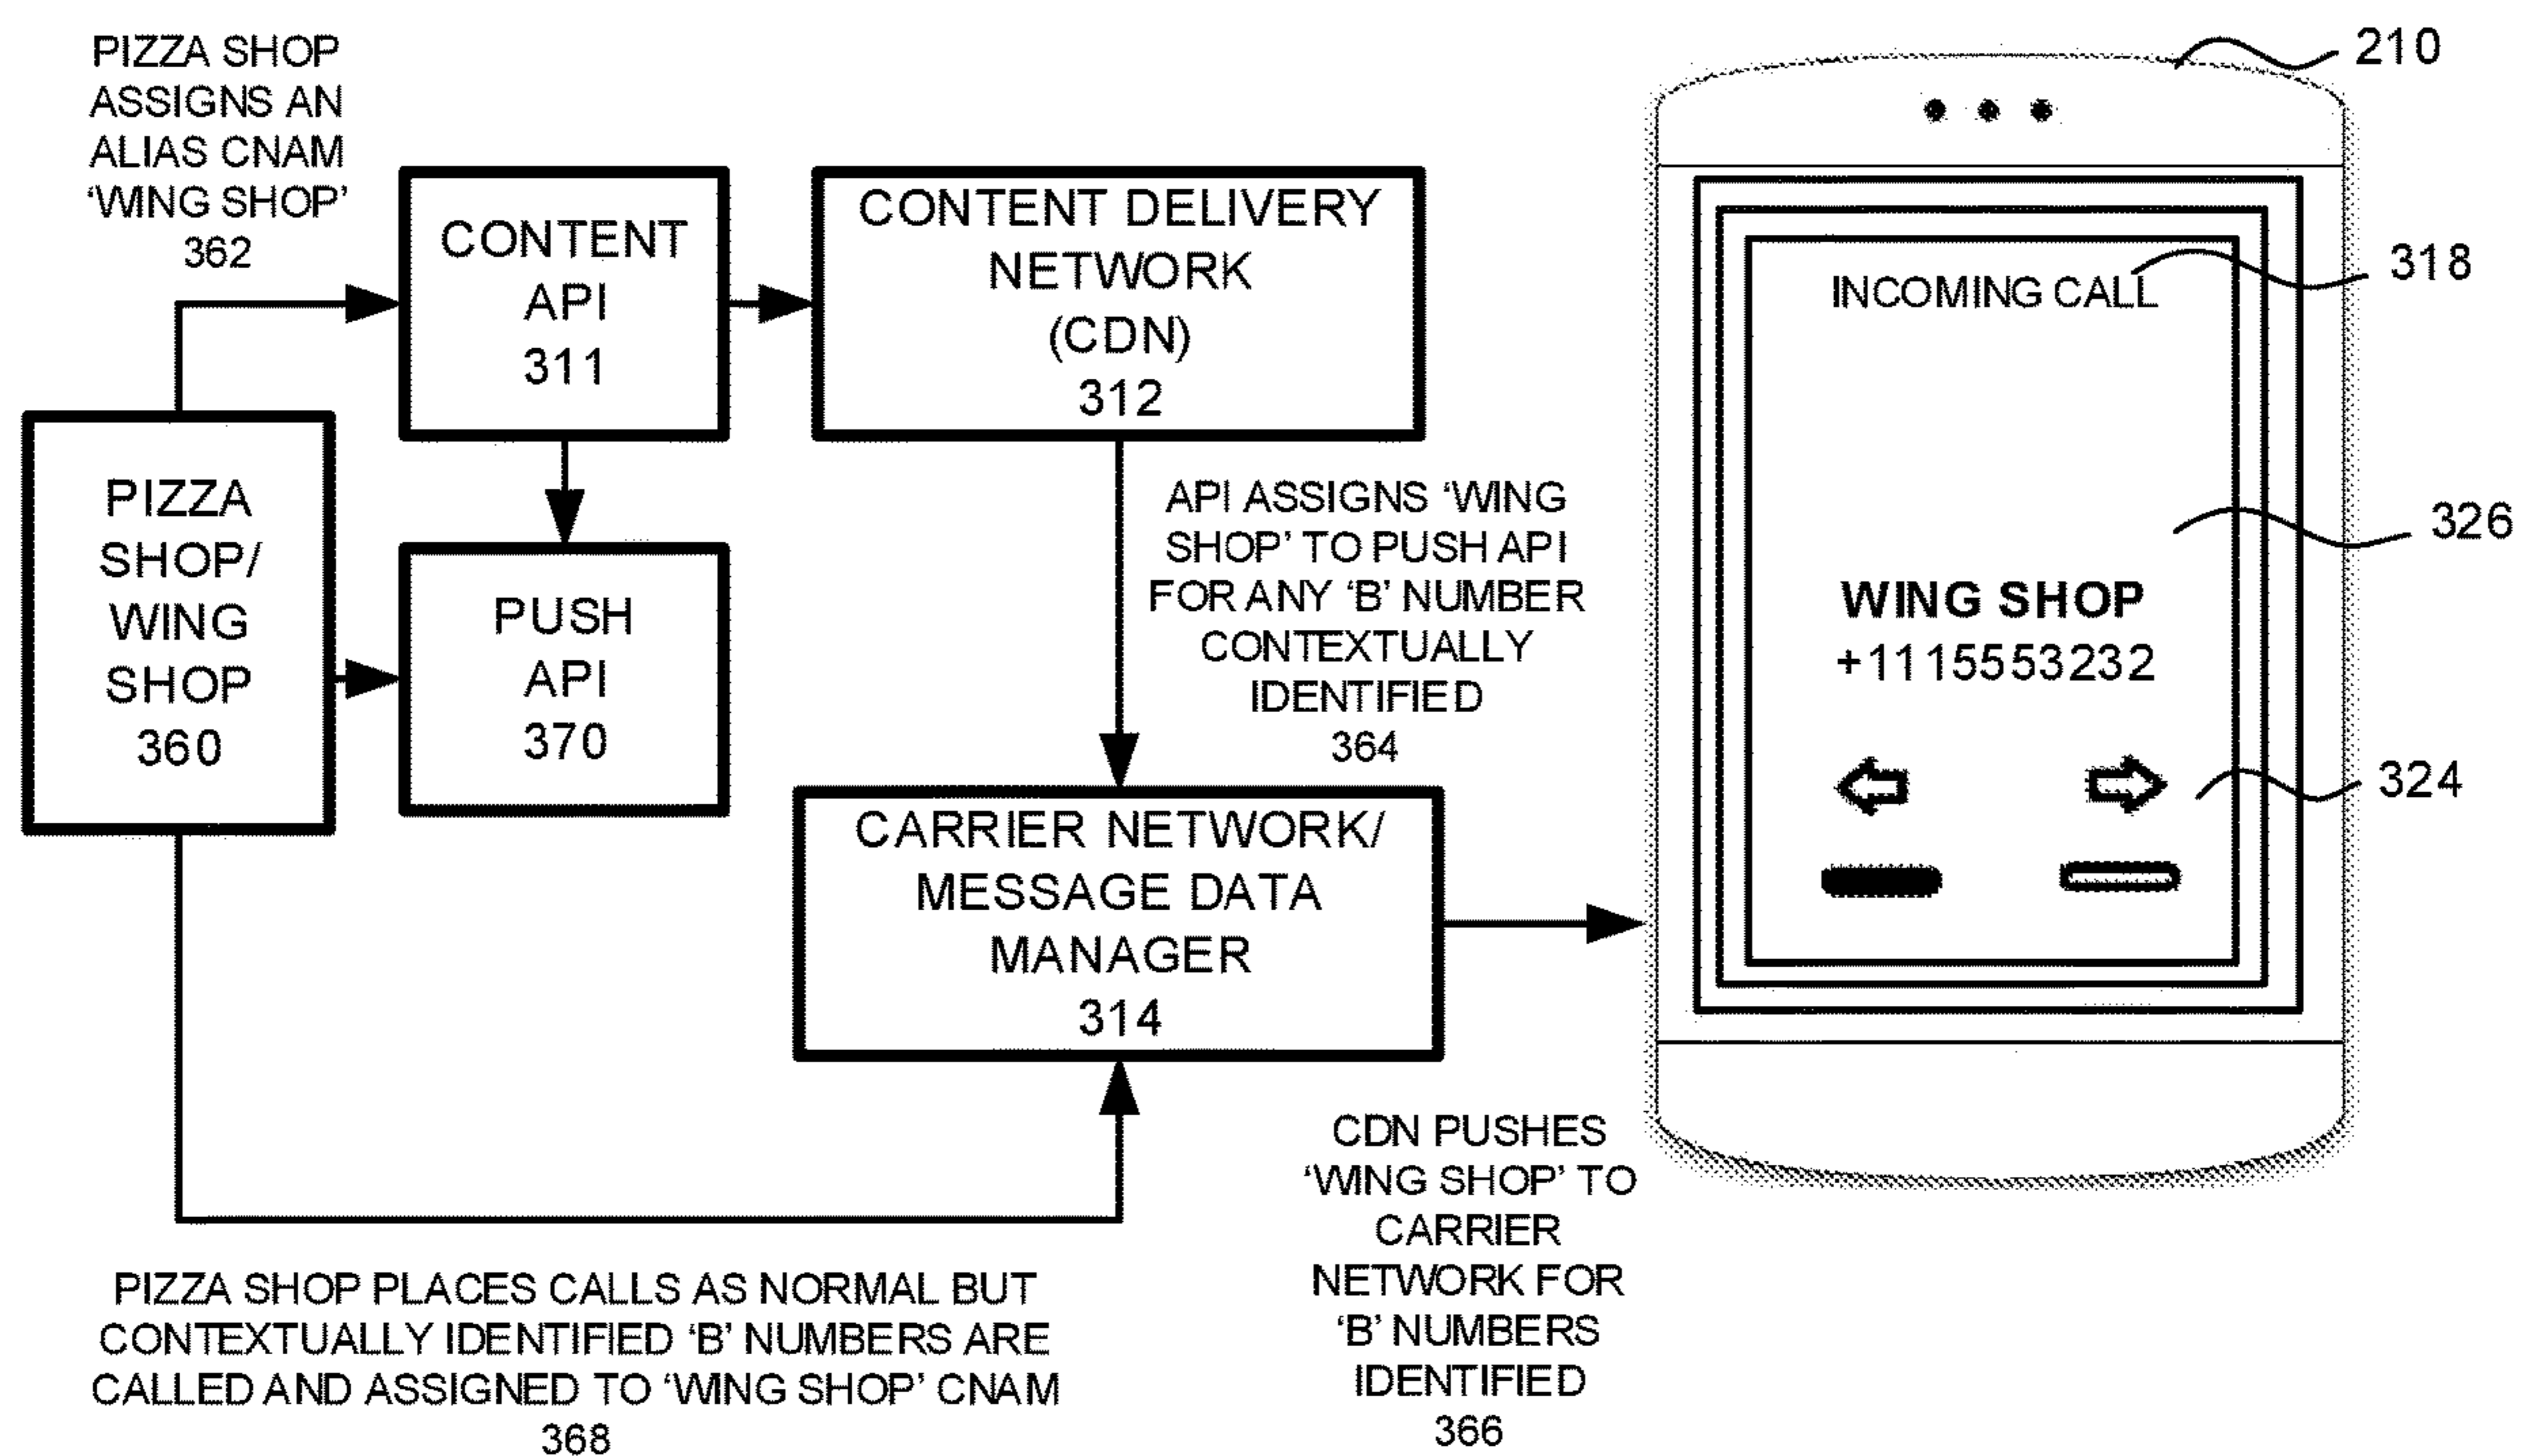 PIZZA SHOP
ASSIGNS AN
ALIAS CNAM
‘WING SHOP’
362
CONTENT
API
311
CONTENT DELIVERY
NETWORK
(CDN)
312
PIZZA
SHOP/
WING
SHOP
360
PUSH
API
370
API ASSIGNS ‘WING
SHOP’ TO PUSH API
FOR ANY ‘B’ NUMBER
CONTEXTUALLY
IDENTIFIED
364
CARRIER NETWORK/
MESSAGE DATA
MANAGER
314
PIZZA SHOP PLACES CALLS AS NORMAL BUT
CONTEXTUALLY IDENTIFIED ‘B’ NUMBERS ARE
CALLED AND ASSIGNED TO ‘WING SHOP’ CNAM
368
CDN PUSHES
‘WING SHOP’ TO
CARRIER
NETWORK FOR
‘B’ NUMBERS
IDENTIFIED
366
210
INCOMING CALL
318
326
WING SHOP
+1115553232
324